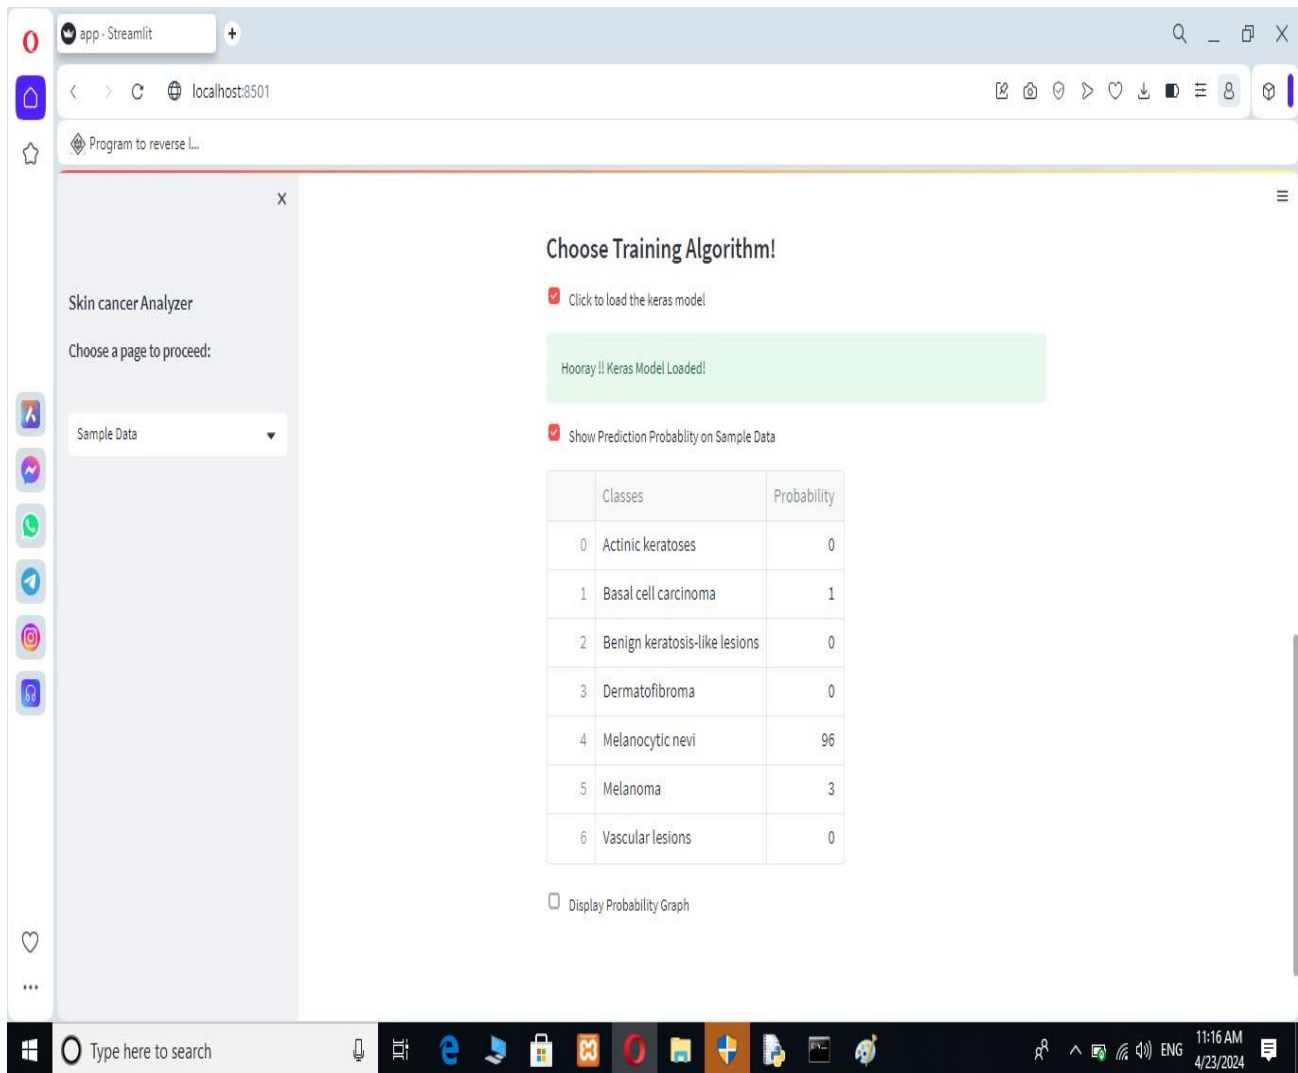 app · Streamlit
localhost:8501
Program to reverse l...
Skin cancer Analyzer
Choose a page to proceed:
Sample Data
Choose Training Algorithm!
Click to load the keras model
Hooray !! Keras Model Loaded!
Show Prediction Probablity on Sample Data
Classes Probability
0 Actinic keratoses 0
1 Basal cell carcinoma 1
2 Benign keratosis-like lesions 0
3 Dermatofibroma 0
4 Melanocytic nevi 96
5 Melanoma 3
6 Vascular lesions 0
Display Probability Graph
Type here to search
ENG
11:16 AM
4/23/2024